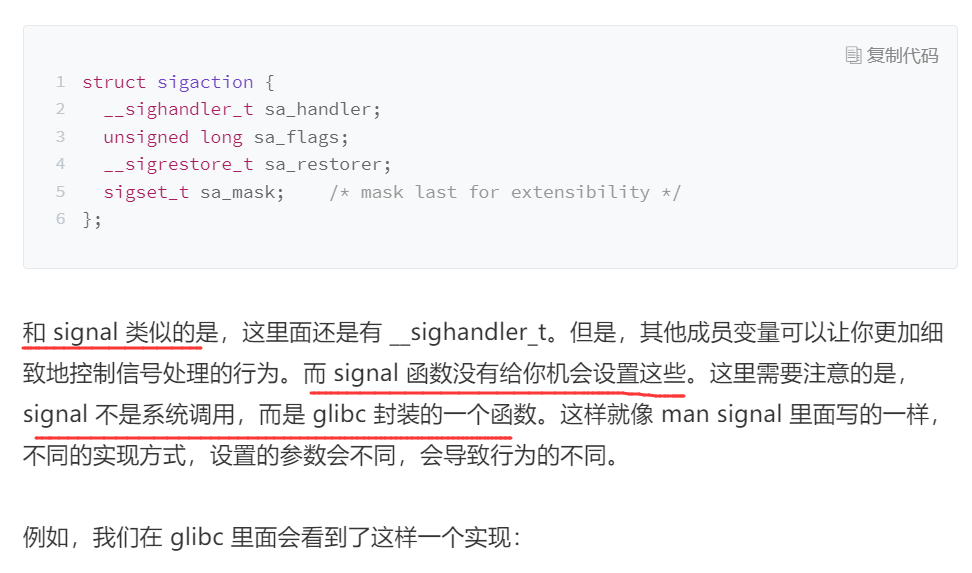 复制代码
1 struct sigaction {
2 __sighandler_t sa_handler;
3 unsigned long sa_flags;
4 __sigrestore_t sa_restorer;
5 sigset_t sa_mask; /* mask last for extensibility */
6 };
和 signal 类似的是，这里面还是有 __sighandler_t。但是，其他成员变量可以让你更加细
致地控制信号处理的行为。而 signal 函数没有给你机会设置这些。这里需要注意的是，
signal 不是系统调用，而是 glibc 封装的一个函数。这样就像 man signal 里面写的一样，
不同的实现方式，设置的参数会不同，会导致行为的不同。
例如，我们在 glibc 里面会看到了这样一个实现：